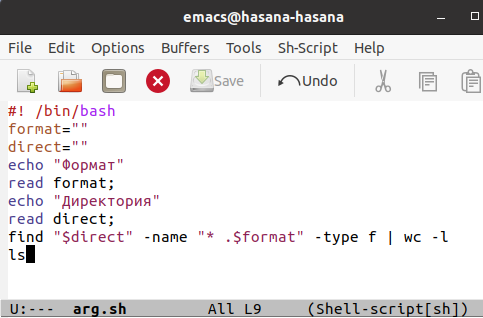 emacs@hasana-hasana
File Edit Options Buffers Tools Sh-Script Help
Save Undo
#! /bin/bash
format=""
direct=""
echo "Формат"
read format;
echo "Директория"
read direct;
find "$direct" -name "* .$format" -type f | wc -l
ls
U:--- arg.sh All L9 (Shell-script[sh])